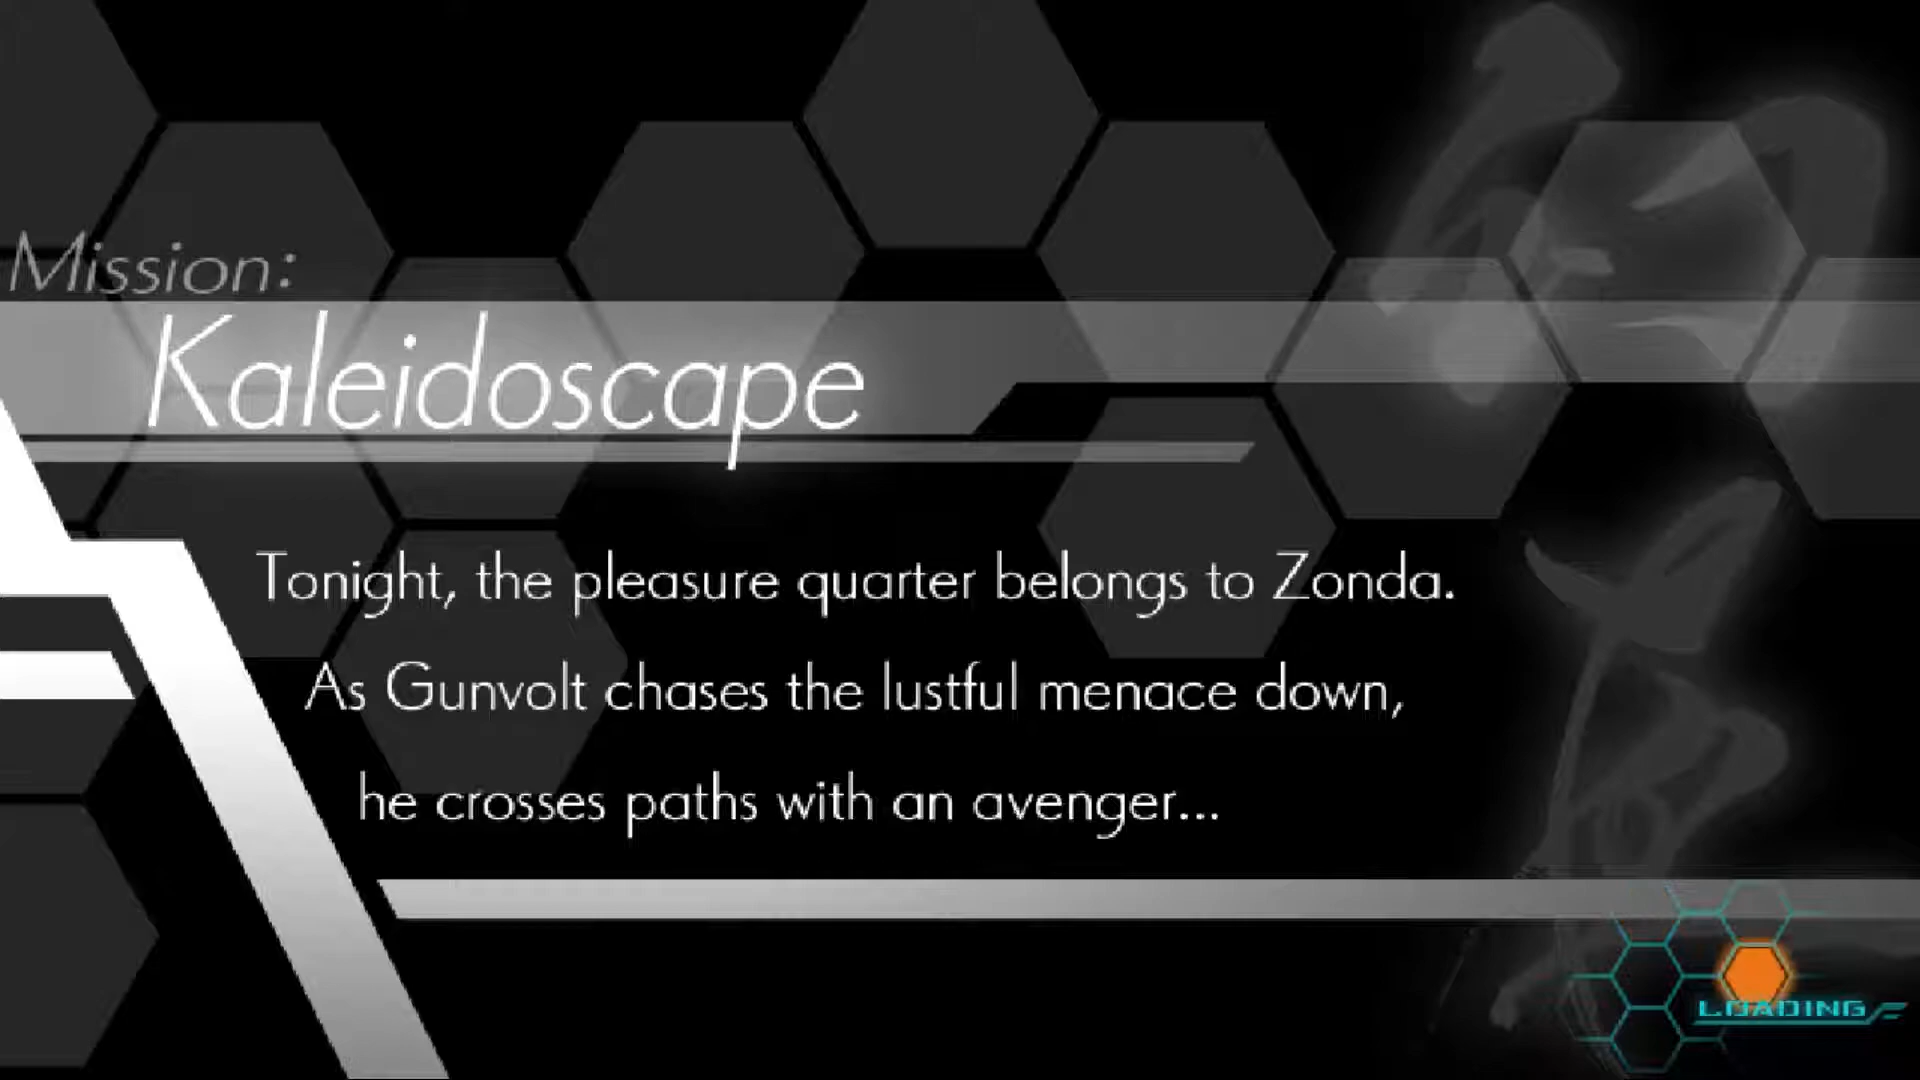 Mission:
Kaleidoscape
Tonight, the pleasure quarter belongs to Zonda.
As Gunvolt chases the lustful menace down,
he crosses paths with an avenger...
LOADING